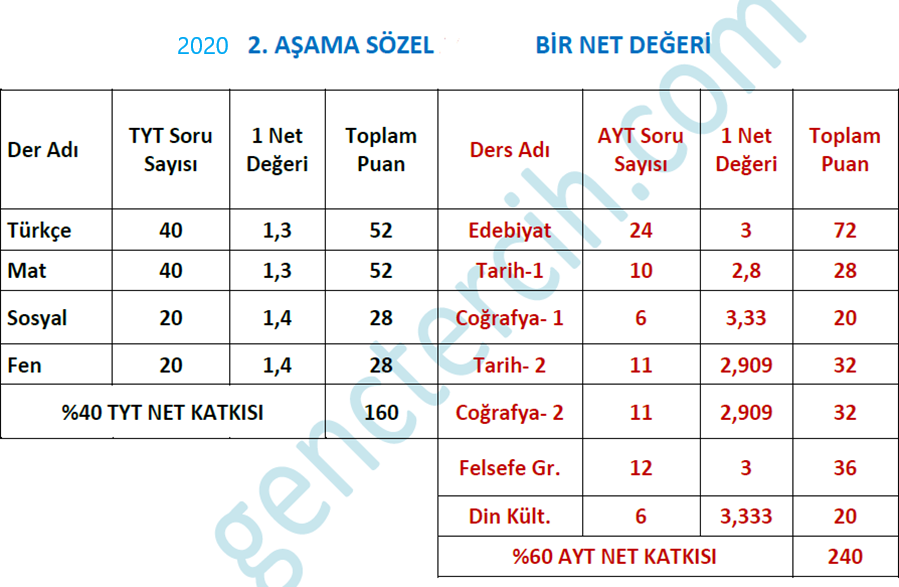 2020 2. AŞAMA SÖZEL BİR NET DEĞERİ
Der Adı TYT Soru Sayısı 1 Net Değeri Toplam Puan Ders Adı AYT Soru Sayısı 1 Net Değeri Toplam Puan
Türkçe 40 1,3 52 Edebiyat 24 3 72
Mat 40 1,3 52 Tarih-1 10 2,8 28
Sosyal 20 1,4 28 Coğrafya- 1 6 3,33 20
Fen 20 1,4 28 Tarih- 2 11 2,909 32
%40 TYT NET KATKISI 160 Coğrafya- 2 11 2,909 32
Felsefe Gr. 12 3 36
Din Kült. 6 3,333 20
%60 AYT NET KATKISI 240
genctercih.com